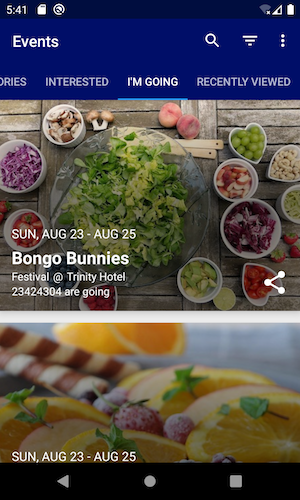 5:41
Events
ORIES INTERESTED I'M GOING RECENTLY VIEWED
SUN, AUG 23 - AUG 25
Bongo Bunnies
Festival @ Trinity Hotel
23424304 are going
SUN, AUG 23 - AUG 25